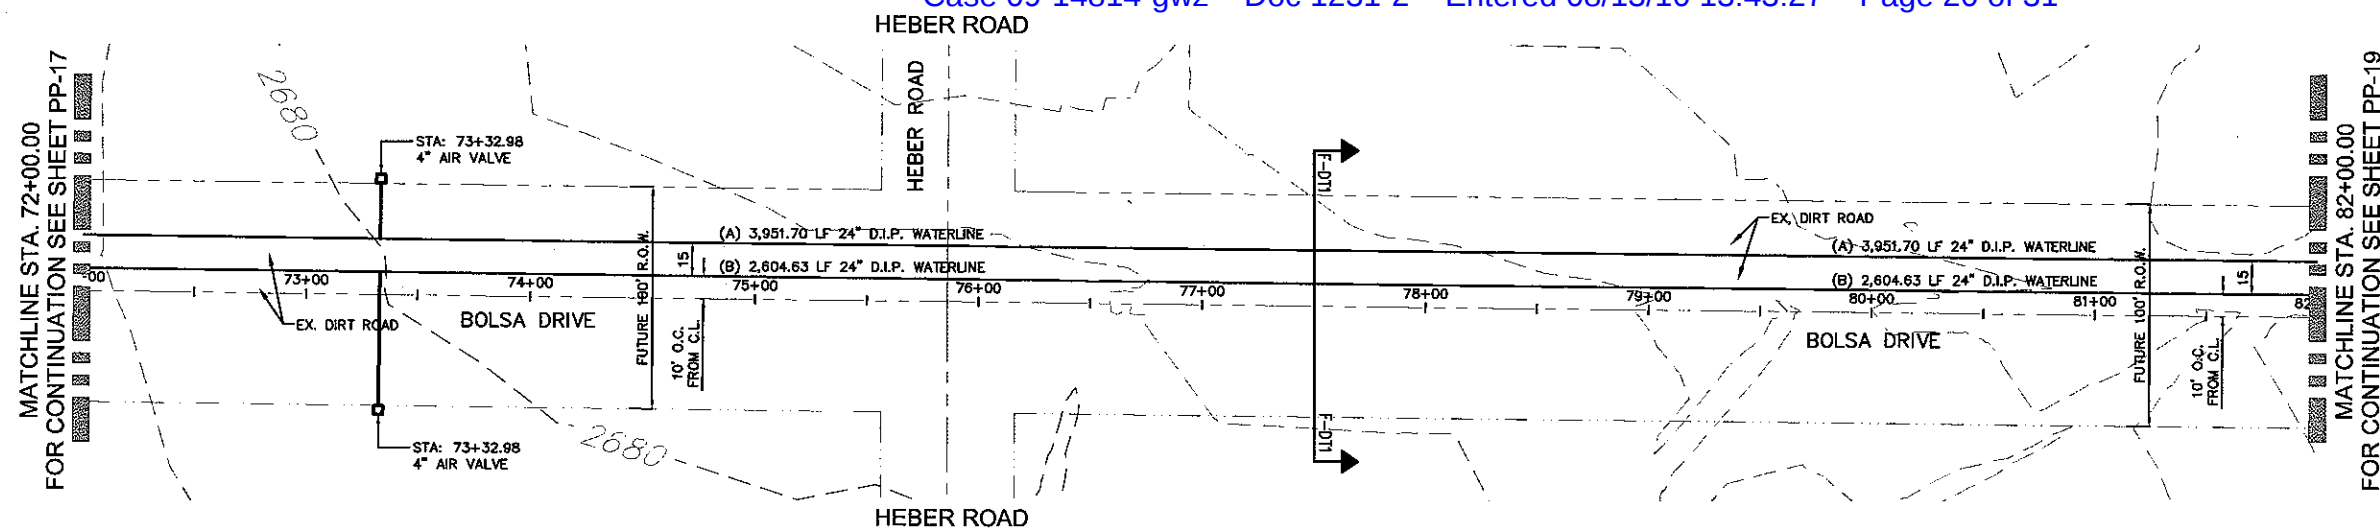 HEBER ROAD
HEBER ROAD
MATCHLINE STA. 72+00.00
FOR CONTINUATION SEE SHEET PP-17
2680
STA: 73+32.98
4" AIR VALVE
(A) 3,951.70 LF 24" D.I.P. WATERLINE
(B) 2,604.63 LF 24" D.I.P. WATERLINE
15
FUTURE 100' R.O.W.
10' O.C.
FROM C.L.
-00
73+00
74+00
75+00
76+00
77+00
78+00
79+00
80+00
81+00
82
EX. DIRT ROAD
BOLSA DRIVE
STA: 73+32.98
4" AIR VALVE
2680
F-DT1
F-DT1
EX. DIRT ROAD
(A) 3,951.70 LF 24" D.I.P. WATERLINE
(B) 2,604.63 LF 24" D.I.P. WATERLINE
BOLSA DRIVE
FUTURE 100' R.O.W.
15
10' O.C.
FROM C.L.
MATCHLINE STA. 82+00.00
FOR CONTINUATION SEE SHEET PP-19
HEBER ROAD